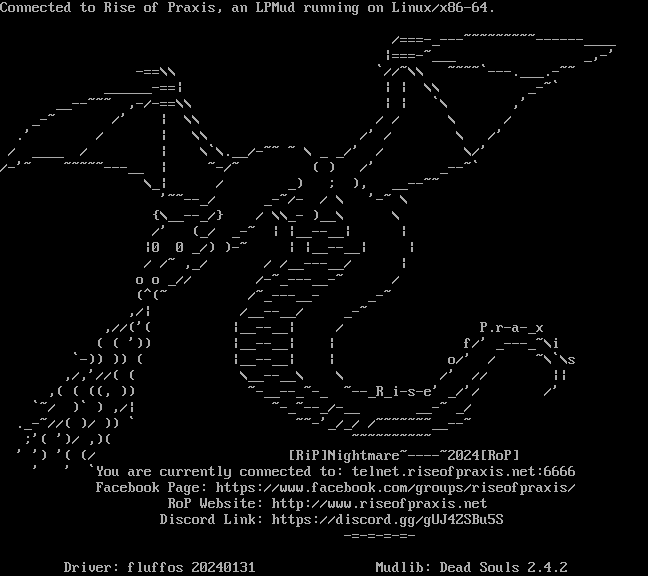 Connected to Rise of Praxis, an LPMud running on Linux/x86-64.
P.r-a-_x
i
s
_R_i-s-e'
o/'
f/'
[RiP]Nightmare~----~2024[RoP]
You are currently connected to: telnet.riseofpraxis.net:6666
Facebook Page: https://www.facebook.com/groups/riseofpraxis/
RoP Website: http://www.riseofpraxis.net
Discord Link: https://discord.gg/gUJ4ZSBu5S
-=-=-=-=-
Driver: fluffos 20240131
Mudlib: Dead Souls 2.4.2